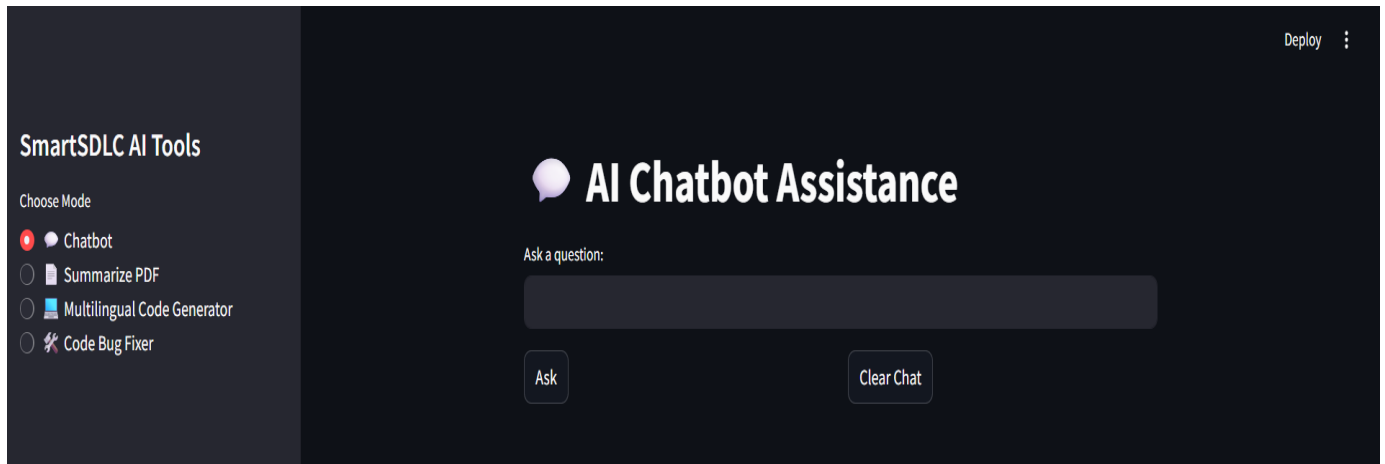 Deploy
SmartSDLC AI Tools
Choose Mode
Chatbot
Summarize PDF
Multilingual Code Generator
Code Bug Fixer
AI Chatbot Assistance
Ask a question:
Ask
Clear Chat